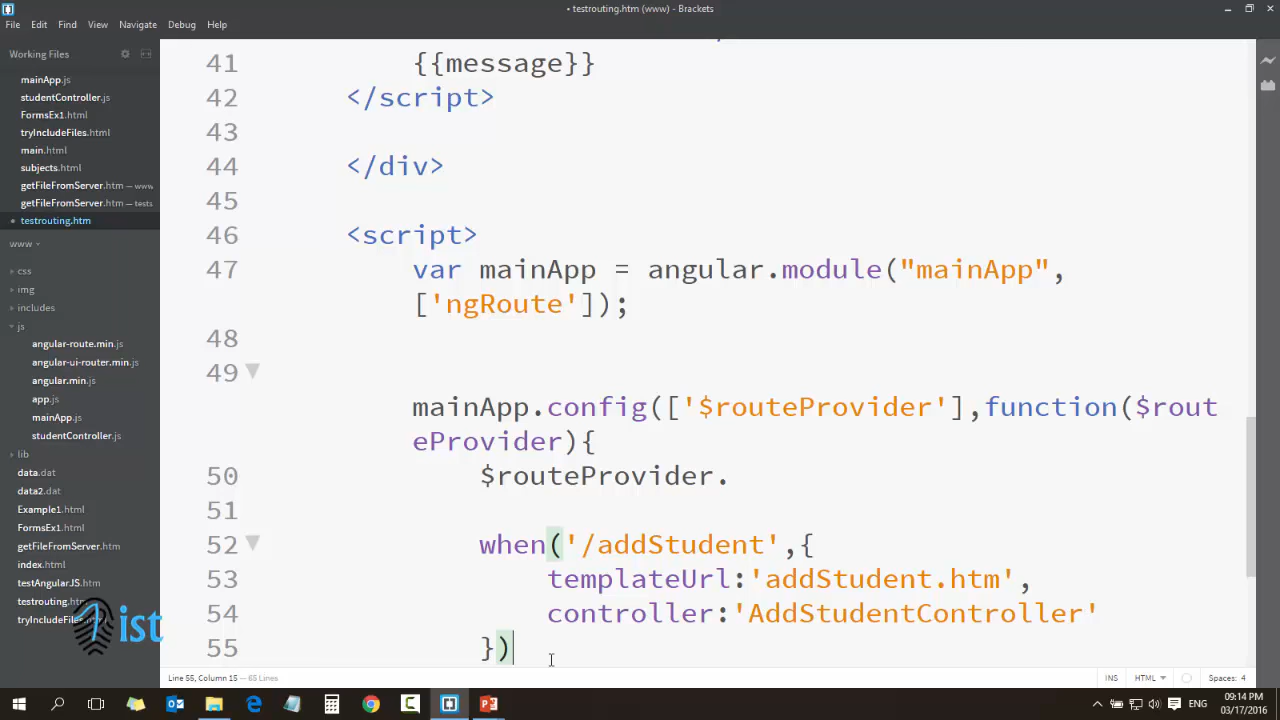 • testrouting.htm (www) - Brackets
File Edit Find View Navigate Debug Help
Working Files
mainApp.js
studentController.js
FormsEx1.html
tryIncludeFiles.html
main.html
subjects.html
getFileFromServer.htm — www
getFileFromServer.htm — tests
testrouting.htm
www
css
img
includes
js
angular-route.min.js
angular-ui-router.min.js
angular.min.js
app.js
mainApp.js
studentController.js
lib
data.dat
data2.dat
Example1.html
FormsEx1.html
getFileFromServer.htm
index.html
testAngularJS.htm
testrouting.htm
tryIncludeFiles.html
1ist
41 {{message}}
42 </script>
43
44 </div>
45
46 <script>
47 var mainApp = angular.module("mainApp",
['ngRoute']);
48
49
mainApp.config(['$routeProvider'],function($rout
eProvider){
50 $routeProvider.
51
52 when('/addStudent',{
53 templateUrl:'addStudent.htm',
54 controller:'AddStudentController'
55 })
Line 55, Column 15 — 65 Lines
INS HTML Spaces: 4
09:14 PM
03/17/2016